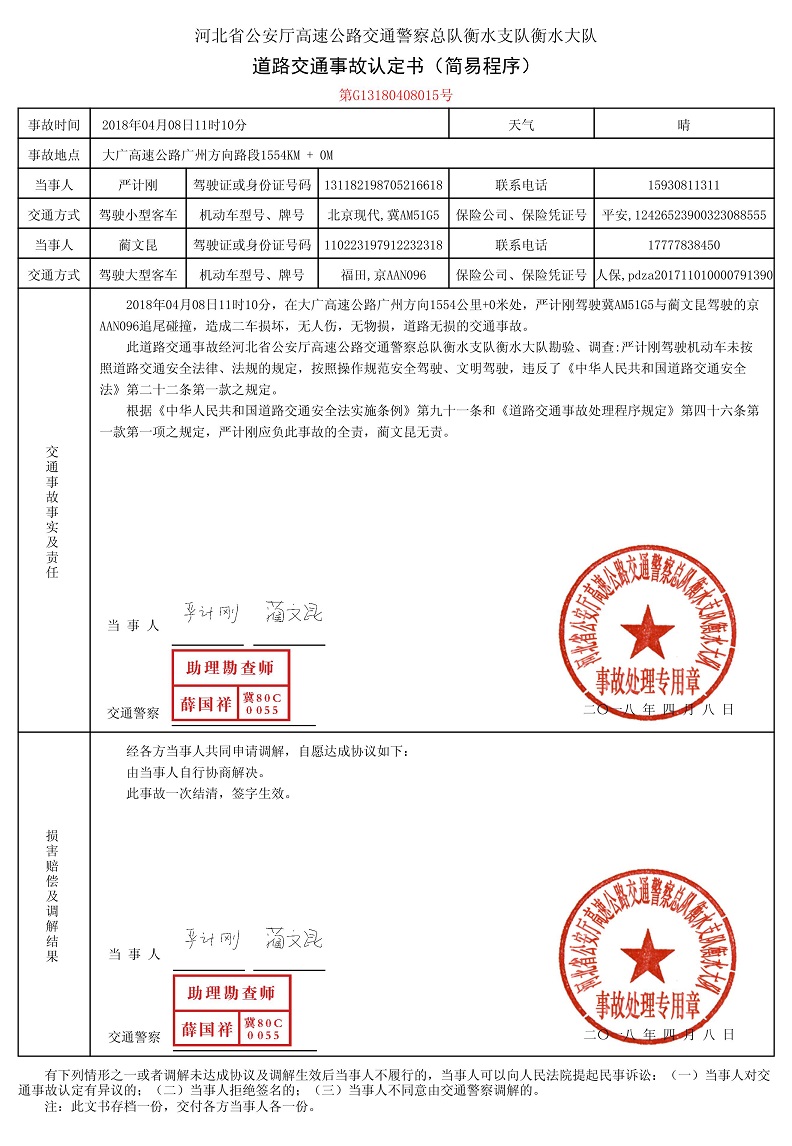 河北省公安厅高速公路交通警察总队衡水支队衡水大队
道路交通事故认定书（简易程序）
第G13180408015号
事故时间 2018年04月08日11时10分 天气 晴
事故地点 大广高速公路广州方向路段1554KM + 0M
当事人 严计刚 驾驶证或身份证号码 131182198705216618 联系电话 15930811311
交通方式 驾驶小型客车 机动车型号、牌号 北京现代,冀AM51G5 保险公司、保险凭证号 平安,12426523900323088555
当事人 蔺文昆 驾驶证或身份证号码 110223197912232318 联系电话 17777838450
交通方式 驾驶大型客车 机动车型号、牌号 福田,京AAN096 保险公司、保险凭证号 人保,pdza201711010000791390
交通事故事实及责任
2018年04月08日11时10分，在大广高速公路广州方向1554公里+0米处，严计刚驾驶冀AM51G5与蔺文昆驾驶的京
AAN096追尾碰撞，造成二车损坏，无人伤，无物损，道路无损的交通事故。
此道路交通事故经河北省公安厅高速公路交通警察总队衡水支队衡水大队勘验、调查:严计刚驾驶机动车未按
照道路交通安全法律、法规的规定，按照操作规范安全驾驶、文明驾驶，违反了《中华人民共和国道路交通安全
法》第二十二条第一款之规定。
根据《中华人民共和国道路交通安全法实施条例》第九十一条和《道路交通事故处理程序规定》第四十六条第
一款第一项之规定，严计刚应负此事故的全责，蔺文昆无责。
当 事 人 严计刚 蔺文昆
助理勘查师
交通警察 薛国祥 冀80C
0055
河北省公安厅高速公路交通警察总队衡水支队衡水大队
事故处理专用章
二〇一八 年 四 月 八 日
损害赔偿及调解结果
经各方当事人共同申请调解，自愿达成协议如下：
由当事人自行协商解决。
此事故一次结清，签字生效。
当 事 人 严计刚 蔺文昆
助理勘查师
交通警察 薛国祥 冀80C
0055
河北省公安厅高速公路交通警察总队衡水支队衡水大队
事故处理专用章
二〇一八 年 四 月 八 日
有下列情形之一或者调解未达成协议及调解生效后当事人不履行的，当事人可以向人民法院提起民事诉讼：（一）当事人对交
通事故认定有异议的；（二）当事人拒绝签名的；（三）当事人不同意由交通警察调解的。
注：此文书存档一份，交付各方当事人各一份。